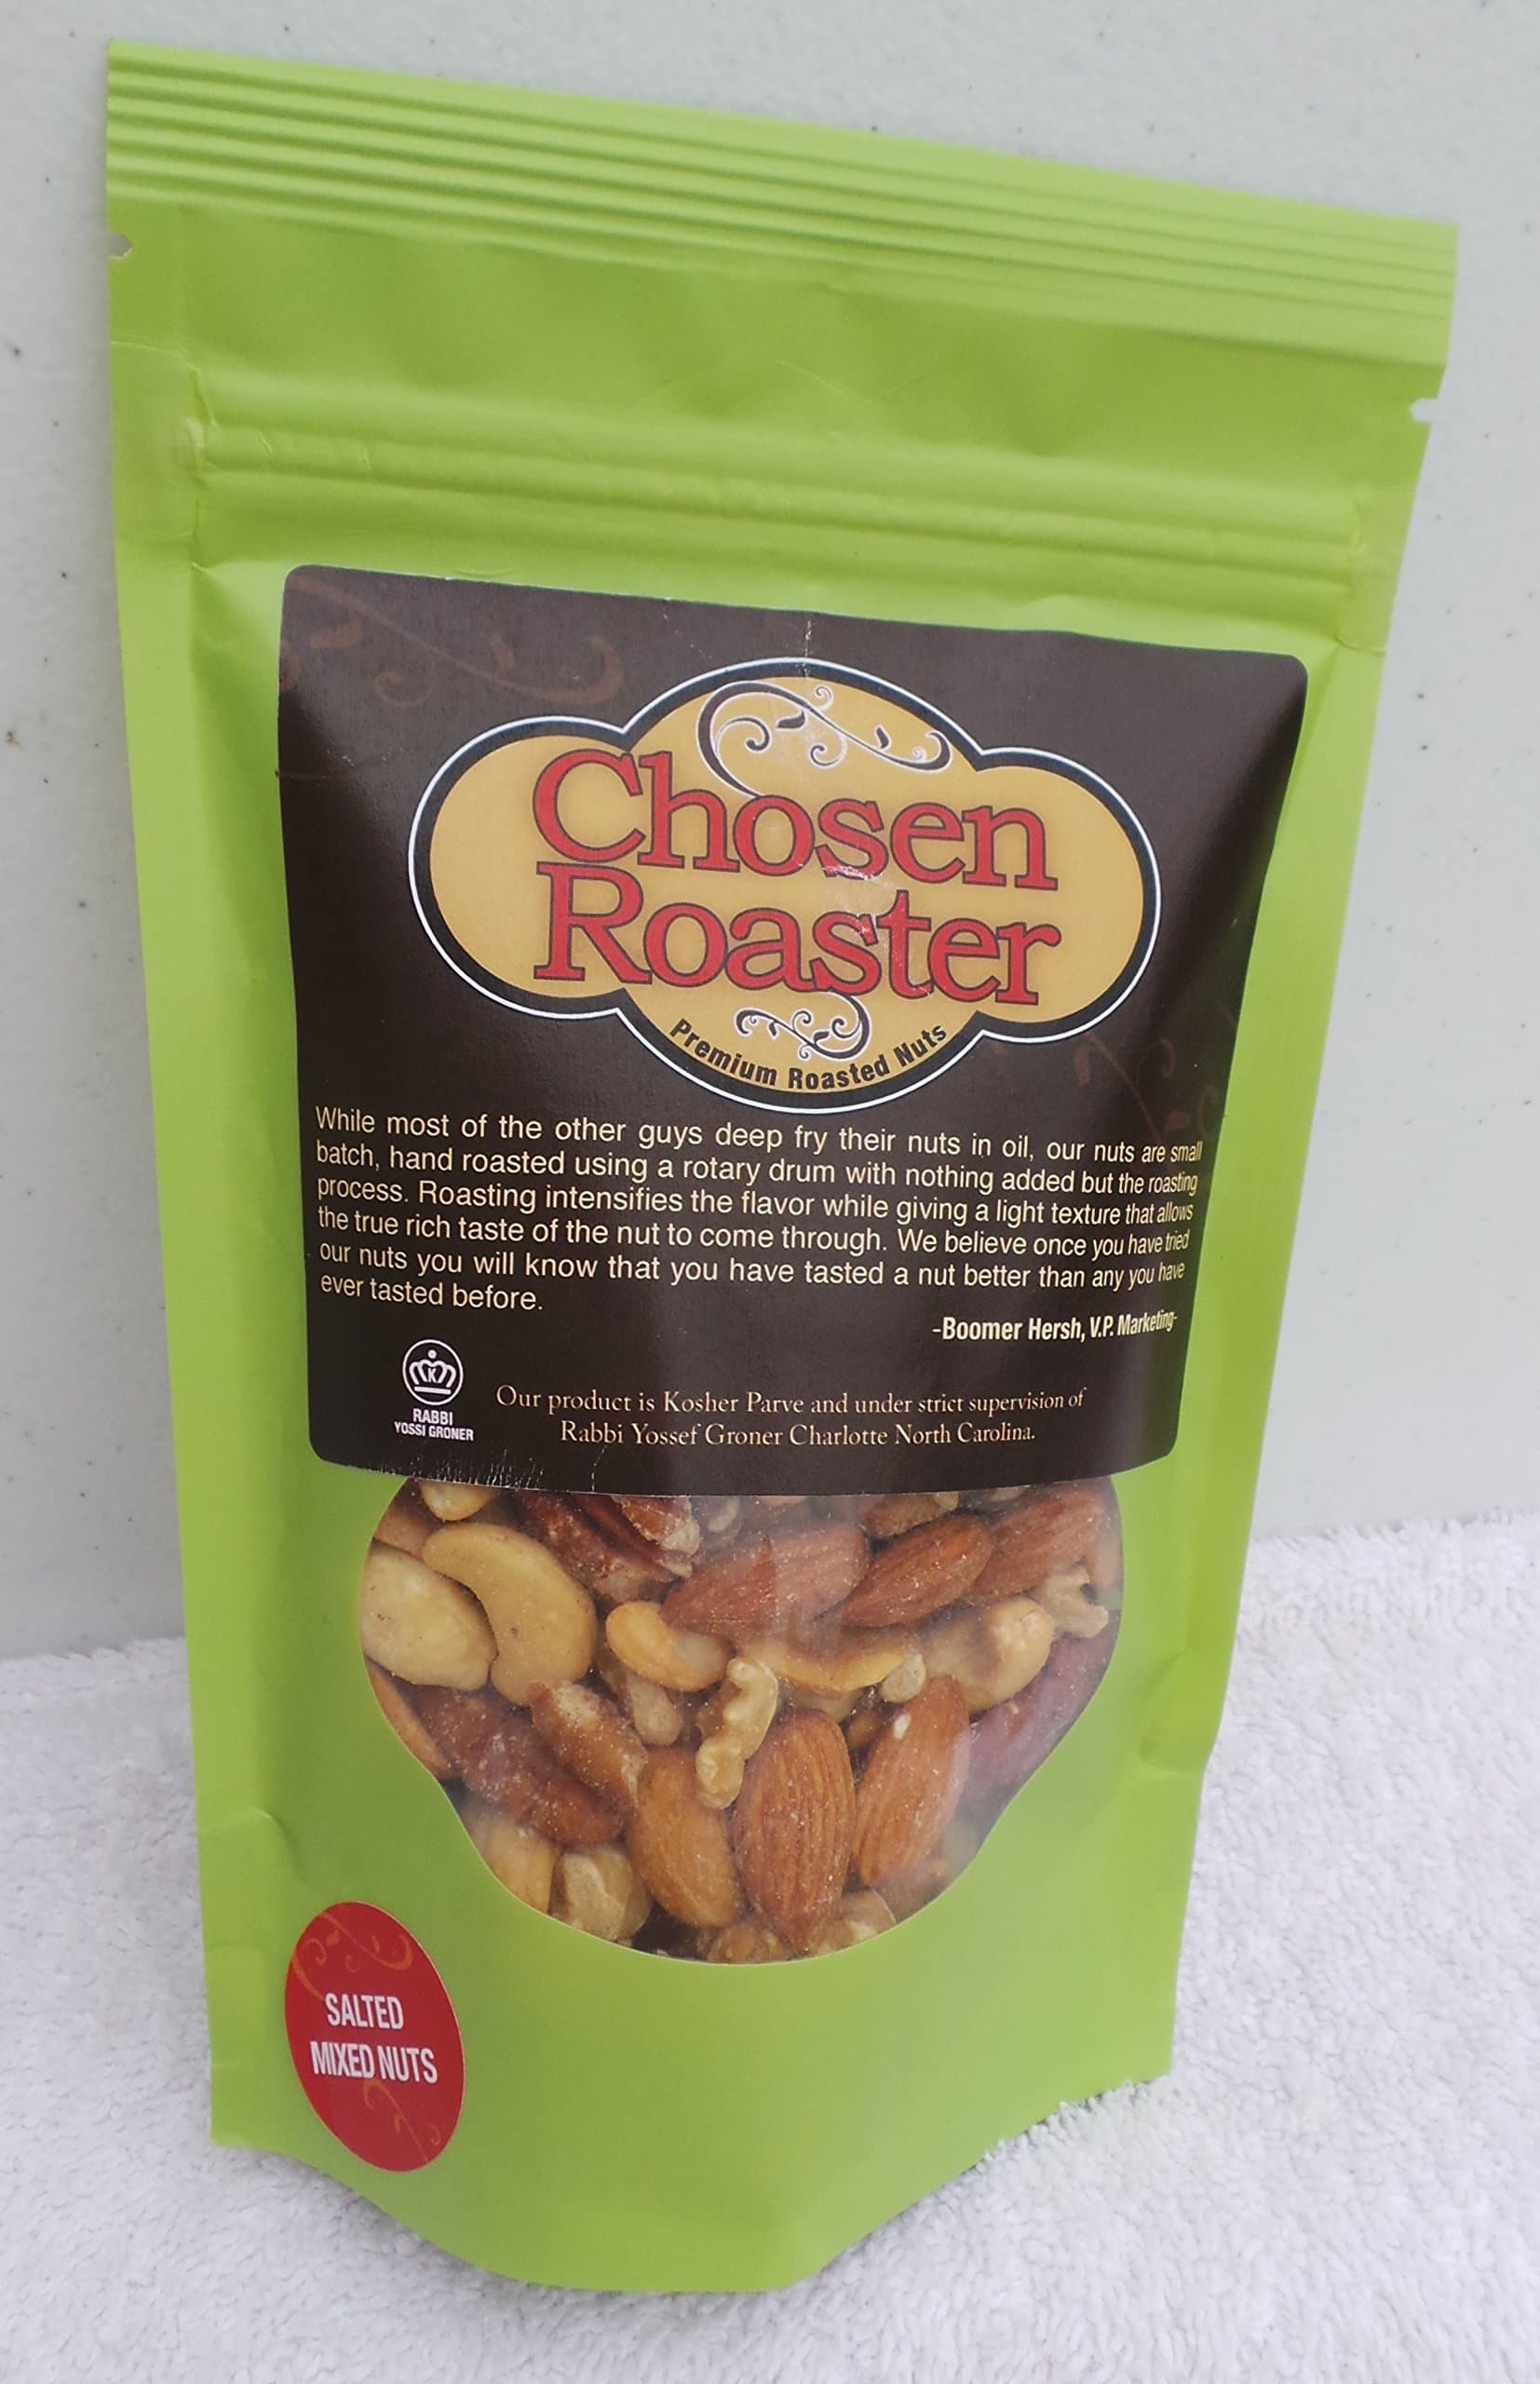 Chosen
Roaster
Premium Roasted Nuts
While most of the other guys deep fry their nuts in oil, our nuts are small
batch, hand roasted using a rotary drum with nothing added but the roasting
process. Roasting intensifies the flavor while giving a light texture that allows
the true rich taste of the nut to come through. We believe once you have tried
our nuts you will know that you have tasted a nut better than any you have
ever tasted before.
-Boomer Hersh, V.P. Marketing-
K
RABBI
YOSSI GRONER
Our product is Kosher Parve and under strict supervision of
Rabbi Yossef Groner Charlotte North Carolina.
SALTED
MIXED NUTS